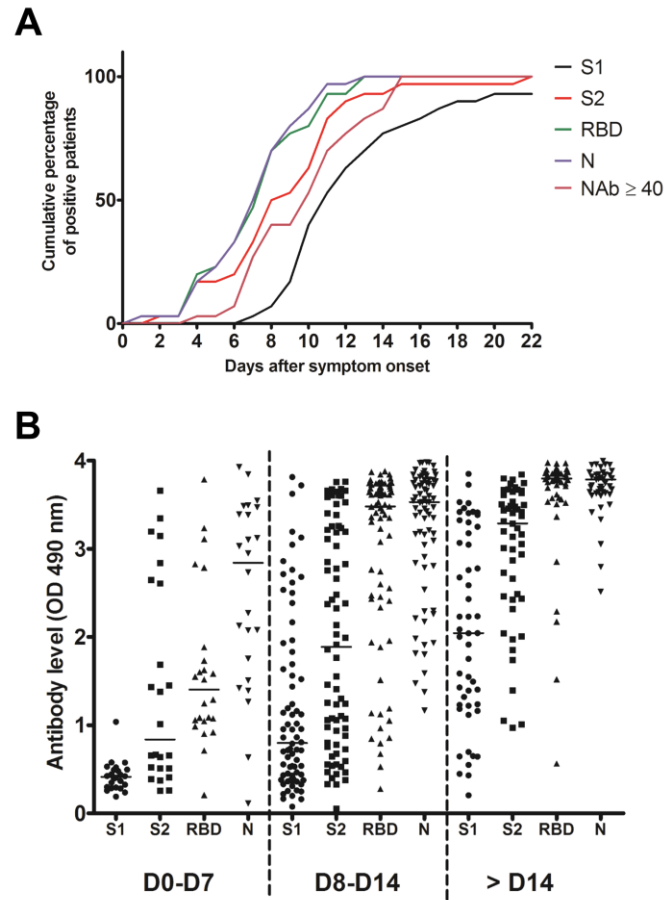 A
Cumulative percentage
of positive patients
100
50
0
0 2 4 6 8 10 12 14 16 18 20 22
Days after symptom onset
S1
S2
RBD
N
NAb ≥ 40
B
Antibody level (OD 490 nm)
4
3
2
1
0
S1 S2 RBD N S1 S2 RBD N S1 S2 RBD N
D0-D7 D8-D14 > D14